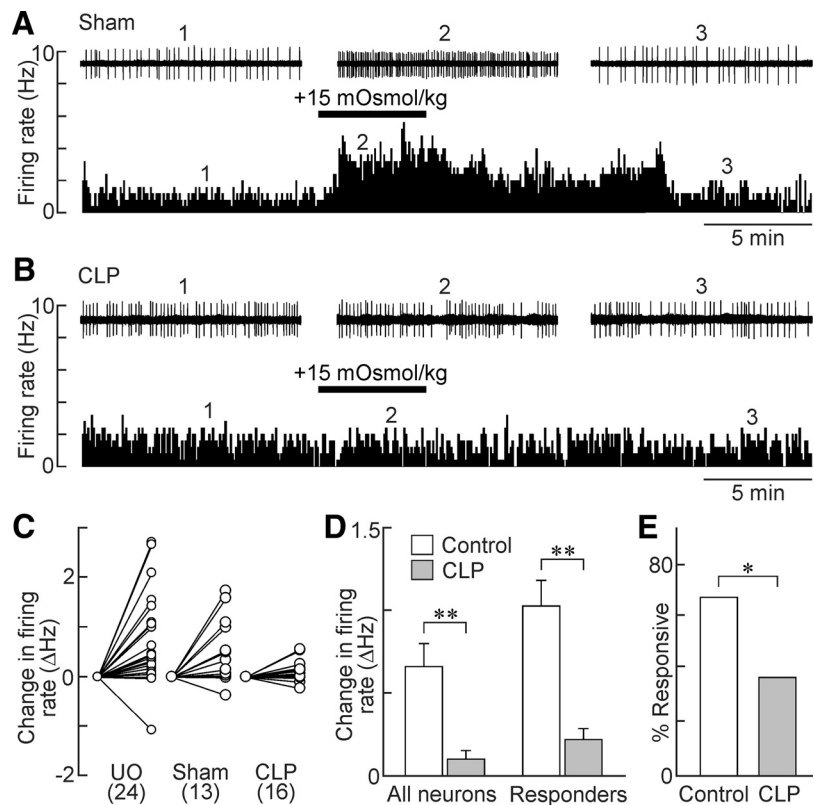 A
Sham
1 2 3
10
Firing rate (Hz)
0
+15 mOsmol/kg
1 2 3
5 min
B
CLP
1 2 3
10
Firing rate (Hz)
0
+15 mOsmol/kg
1 2 3
5 min
C
Change in firing
rate (ΔHz)
2
0
-2
UO Sham CLP
(24) (13) (16)
D
Change in firing
rate (ΔHz)
1.5
0
Control
CLP
**
**
All neurons Responders
E
% Responsive
80
0
*
Control CLP